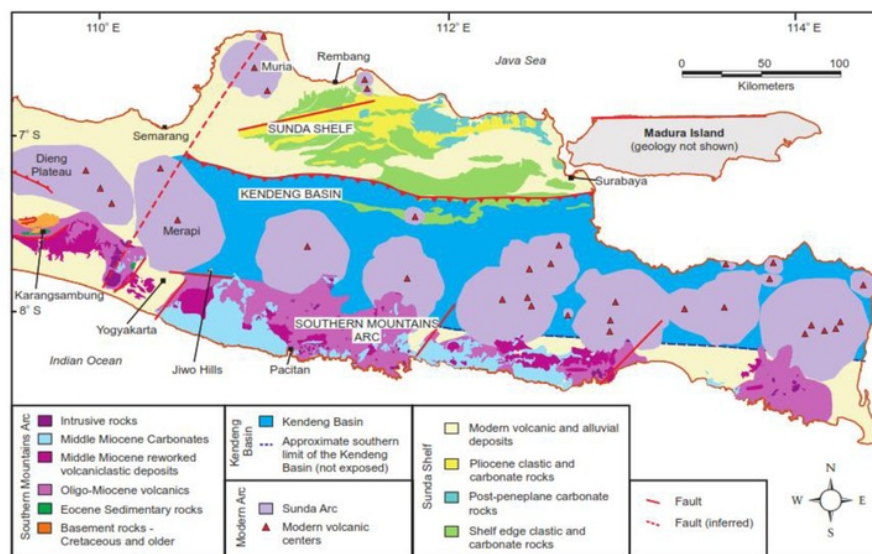 110° E
112° E
114° E
Rembang
Java Sea
Muria
0 25 50 100
Kilometers
SUNDA SHELF
7° S
Semarang
Madura Island
(geology not shown)
Dieng
Plateau
KENDENG BASIN
Surabaya
Merapi
Karangsambung
8° S
Yogyakarta
SOUTHERN MOUNTAINS
ARC
Indian Ocean
Jiwo Hills
Pacitan
Southern Mountains Arc
Intrusive rocks
Middle Miocene Carbonates
Middle Miocene reworked
volcaniclastic deposits
Oligo-Miocene volcanics
Eocene Sedimentary rocks
Basement rocks -
Cretaceous and older
Kendeng
Basin
Kendeng Basin
Approximate southern
limit of the Kendeng
Basin (not exposed)
Modern Arc
Sunda Arc
Modern volcanic
centers
Sunda Shelf
Modern volcanic and alluvial
deposits
Pliocene clastic and
carbonate rocks
Post-peneplane carbonate
rocks
Shelf edge clastic and
carbonate rocks
Fault
Fault (inferred)
N
W E
S